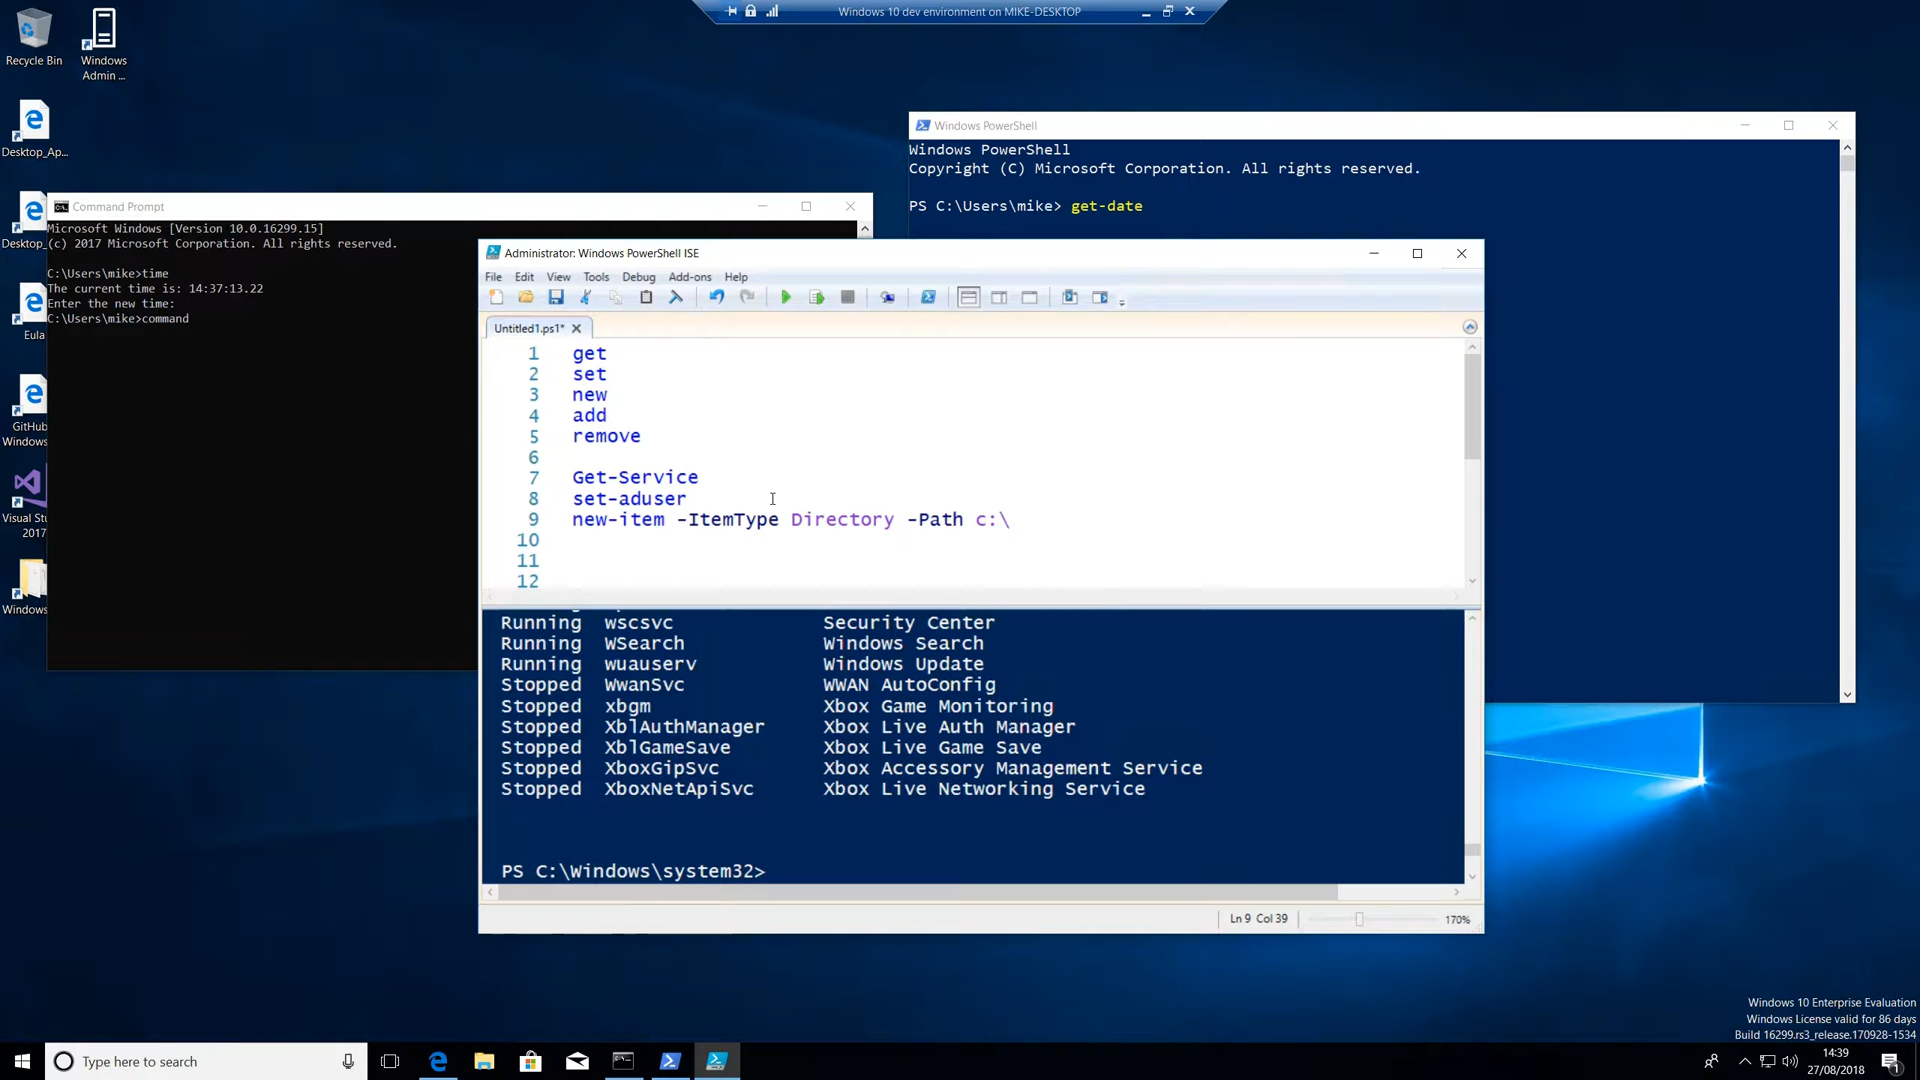 Windows 10 dev environment on MIKE-DESKTOP
Recycle Bin
Windows
Admin ...
Desktop_Ap...
Desktop_
Eula
GitHub
Windows
Visual Stu
2017
Windows
Command Prompt
Microsoft Windows [Version 10.0.16299.15]
(c) 2017 Microsoft Corporation. All rights reserved.
C:\Users\mike>time
The current time is: 14:37:13.22
Enter the new time:
C:\Users\mike>command
Windows PowerShell
Windows PowerShell
Copyright (C) Microsoft Corporation. All rights reserved.
PS C:\Users\mike> get-date
Administrator: Windows PowerShell ISE
File Edit View Tools Debug Add-ons Help
Untitled1.ps1*
1 get
2 set
3 new
4 add
5 remove
6
7 Get-Service
8 set-aduser
9 new-item -ItemType Directory -Path c:\
10
11
12
Running wscsvc Security Center
Running WSearch Windows Search
Running wuauserv Windows Update
Stopped WwanSvc WWAN AutoConfig
Stopped xbgm Xbox Game Monitoring
Stopped XblAuthManager Xbox Live Auth Manager
Stopped XblGameSave Xbox Live Game Save
Stopped XboxGipSvc Xbox Accessory Management Service
Stopped XboxNetApiSvc Xbox Live Networking Service
PS C:\Windows\system32>
Ln 9 Col 39 170%
Windows 10 Enterprise Evaluation
Windows License valid for 86 days
Build 16299.rs3_release.170928-1534
Type here to search
14:39
27/08/2018
1